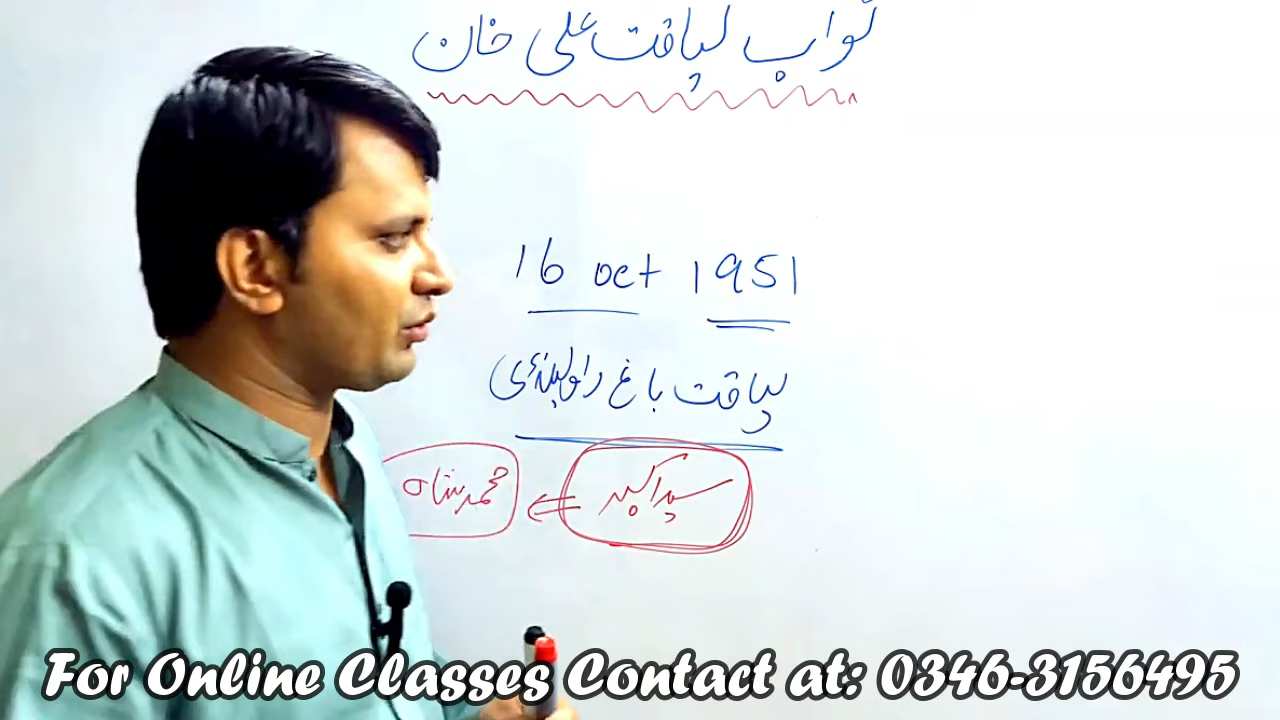 نواب لیاقت علی خان
16 oct 1951
لیاقت باغ راولپنڈی
سید اکبر ⇐ محمد شاہ
For Online Classes Contact at: 0346-3156495